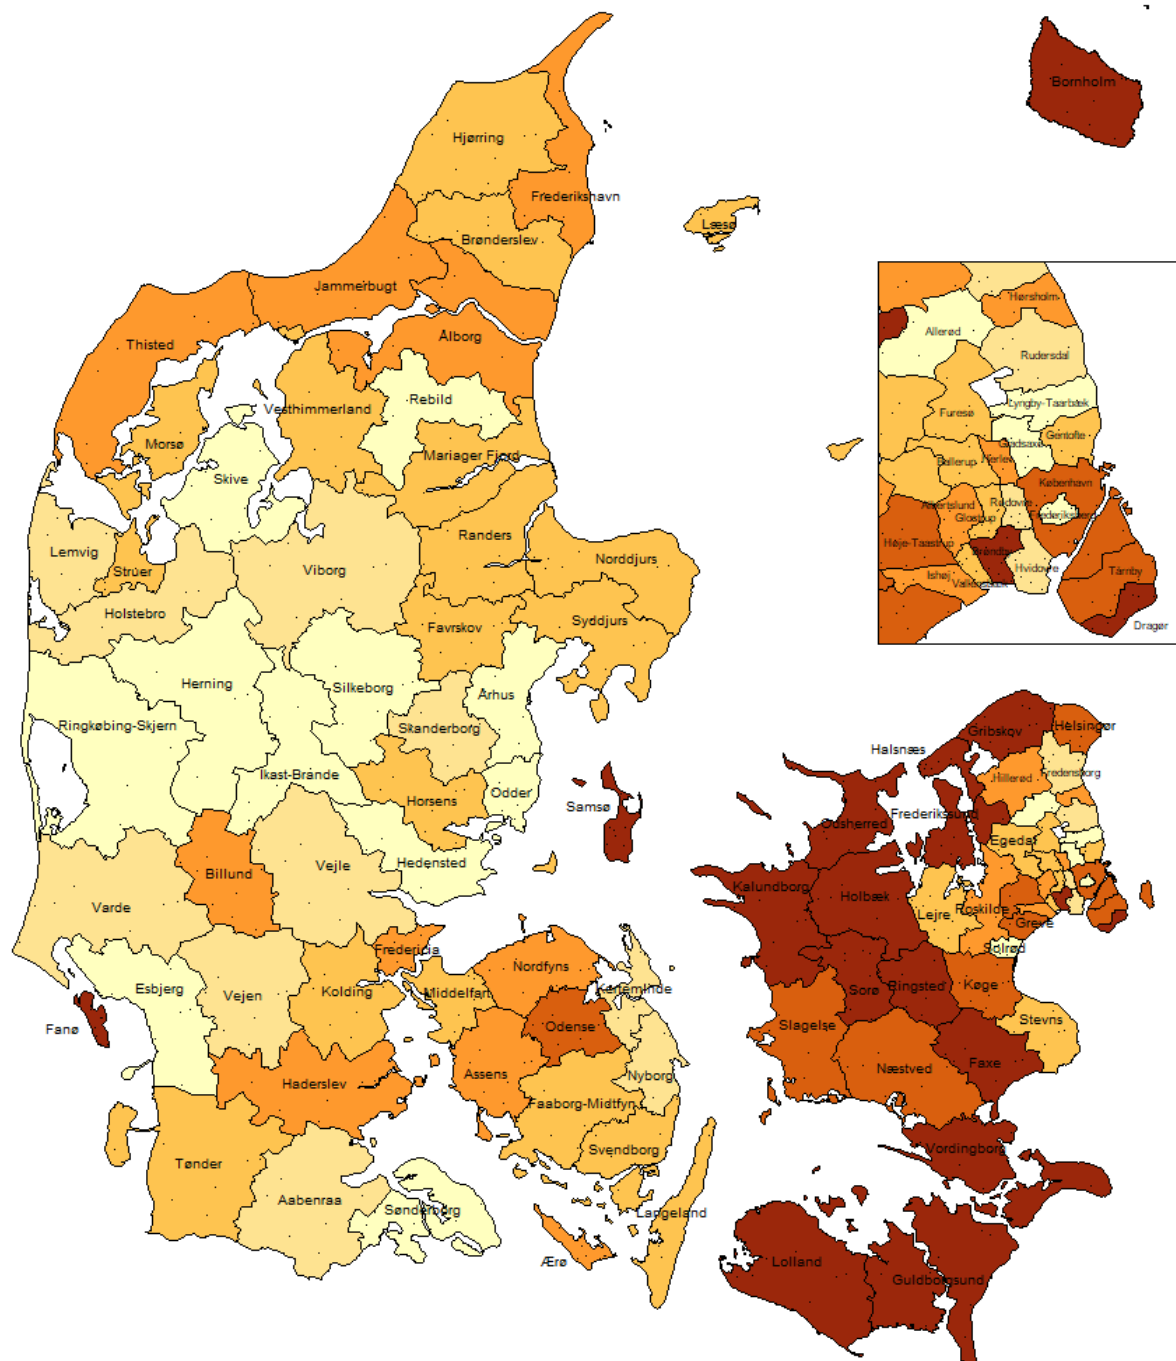 Bornholm
Hjørring
Frederikshavn
Læsø
Brønderslev
Jammerbugt
Hørsholm
Allerød
Ålborg
Thisted
Rudersdal
Rebild
Lyngby-Taarbæk
Vesthimmerland
Furesø
Gentofte
Morsø
Gladsaxe
Mariager Fjord
Ballerup
Herlev
Skive
København
Albertslund
Rødovre
Frederiksberg
Glostrup
Randers
Høje-Taastrup
Brøndby
Lemvig
Norddjurs
Viborg
Hvidovre
Tårnby
Struer
Ishøj
Vallensbæk
Holstebro
Favrskov
Syddjurs
Dragør
Herning
Silkeborg
Århus
Ringkøbing-Skjern
Skanderborg
Gribskov
Helsingør
Halsnæs
Ikast-Brande
Hillerød
Fredensborg
Odder
Horsens
Samsø
Frederikssund
Odsherred
Egedal
Hedensted
Vejle
Billund
Kalundborg
Holbæk
Varde
Lejre
Roskilde
Greve
Fredericia
Solrød
Nordfyns
Esbjerg
Vejen
Kolding
Middelfart
Kerteminde
Sorø
Ringsted
Køge
Fanø
Odense
Slagelse
Stevns
Faxe
Næstved
Haderslev
Assens
Nyborg
Faaborg-Midtfyn
Svendborg
Vordingborg
Tønder
Aabenraa
Sønderborg
Langeland
Ærø
Lolland
Guldborgsund